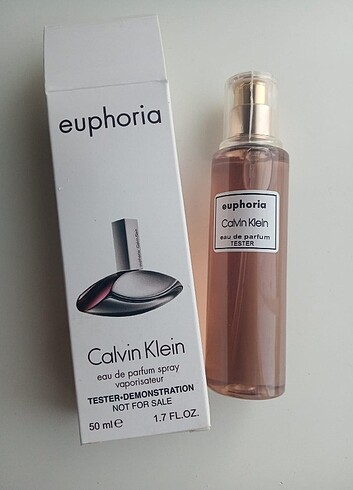 euphoria
Calvin Klein
eau de parfum spray
vaporisateur
TESTER•DEMONSTRATION
NOT FOR SALE
50 ml℮ 1.7 FL.OZ.
euphoria
Calvin Klein
eau de parfum
TESTER